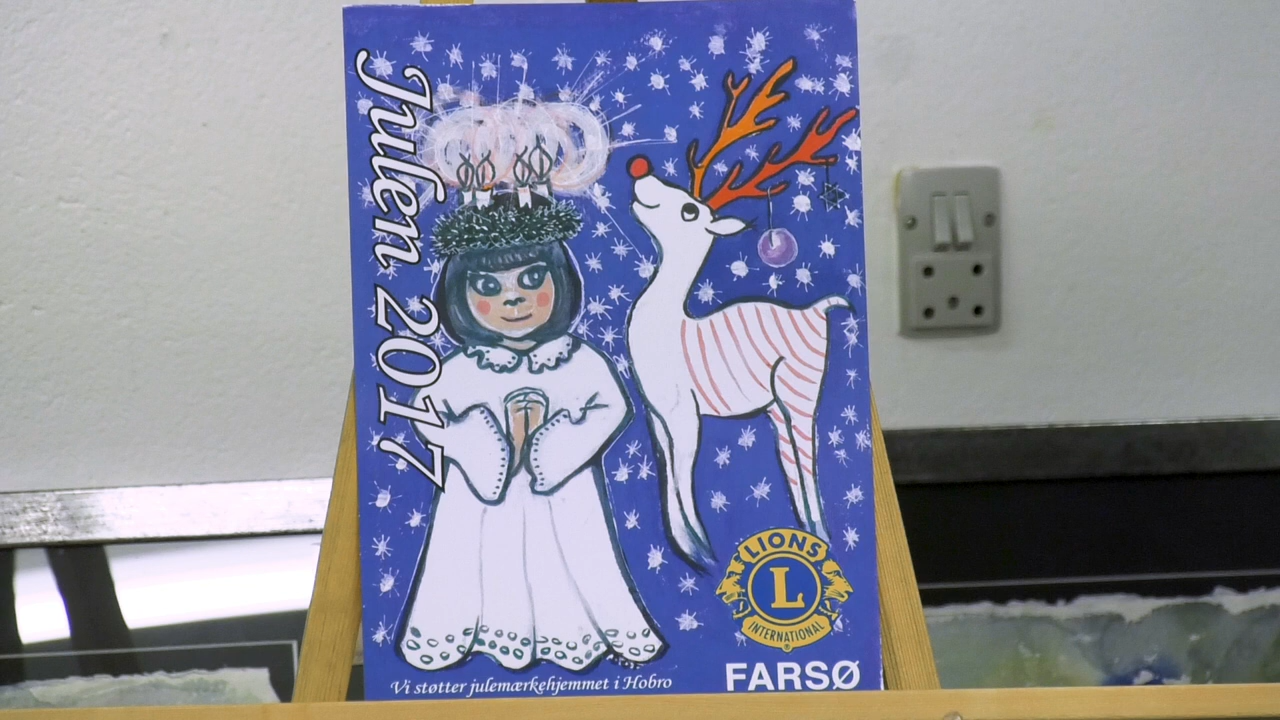 Julen 2017
LIONS
L
INTERNATIONAL
®
FARSØ
Vi støtter julemærkehjemmet i Hobro